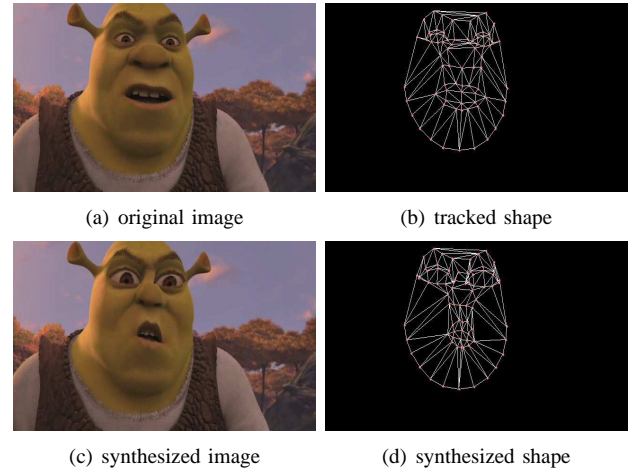 (a) original image
(b) tracked shape
(c) synthesized image
(d) synthesized shape